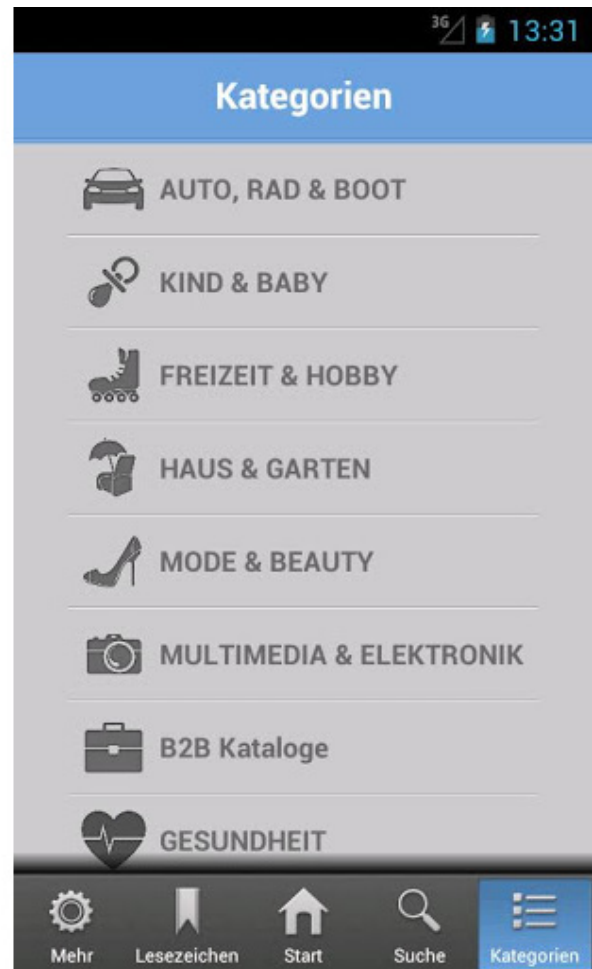 3G 13:31
Kategorien
AUTO, RAD & BOOT
KIND & BABY
FREIZEIT & HOBBY
HAUS & GARTEN
MODE & BEAUTY
MULTIMEDIA & ELEKTRONIK
B2B Kataloge
GESUNDHEIT
Mehr Lesezeichen Start Suche Kategorien